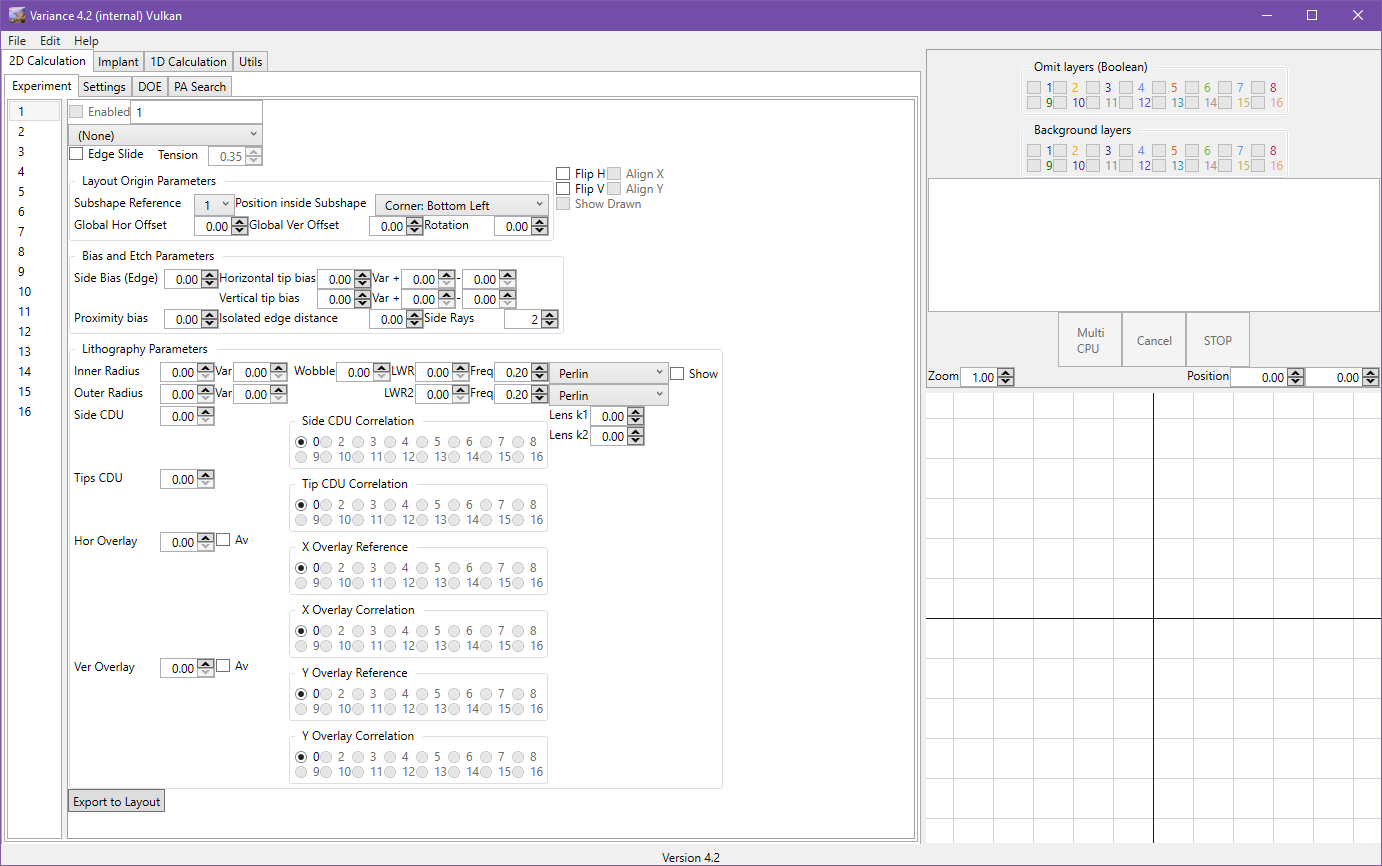 Variance 4.2 (internal) Vulkan
File Edit Help
2D Calculation Implant 1D Calculation Utils
Experiment Settings DOE PA Search
1
2
3
4
5
6
7
8
9
10
11
12
13
14
15
16
Enabled 1
(None)
Edge Slide Tension 0.35
Layout Origin Parameters
Subshape Reference 1 Position inside Subshape Corner: Bottom Left
Global Hor Offset 0.00 Global Ver Offset 0.00 Rotation 0.00
Flip H Align X
Flip V Align Y
Show Drawn
Bias and Etch Parameters
Side Bias (Edge) 0.00 Horizontal tip bias 0.00 Var + 0.00 - 0.00
Vertical tip bias 0.00 Var + 0.00 - 0.00
Proximity bias 0.00 Isolated edge distance 0.00 Side Rays 2
Lithography Parameters
Inner Radius 0.00 Var 0.00 Wobble 0.00 LWR 0.00 Freq 0.20 Perlin Show
Outer Radius 0.00 Var 0.00 LWR2 0.00 Freq 0.20 Perlin
Side CDU 0.00
Lens k1 0.00
Lens k2 0.00
Side CDU Correlation
0 2 3 4 5 6 7 8
9 10 11 12 13 14 15 16
Tips CDU 0.00
Tip CDU Correlation
0 2 3 4 5 6 7 8
9 10 11 12 13 14 15 16
Hor Overlay 0.00 Av
X Overlay Reference
0 2 3 4 5 6 7 8
9 10 11 12 13 14 15 16
X Overlay Correlation
0 2 3 4 5 6 7 8
9 10 11 12 13 14 15 16
Ver Overlay 0.00 Av
Y Overlay Reference
0 2 3 4 5 6 7 8
9 10 11 12 13 14 15 16
Y Overlay Correlation
0 2 3 4 5 6 7 8
9 10 11 12 13 14 15 16
Export to Layout
Omit layers (Boolean)
1 2 3 4 5 6 7 8
9 10 11 12 13 14 15 16
Background layers
1 2 3 4 5 6 7 8
9 10 11 12 13 14 15 16
Multi
CPU
Cancel
STOP
Zoom 1.00 Position 0.00 0.00
Version 4.2